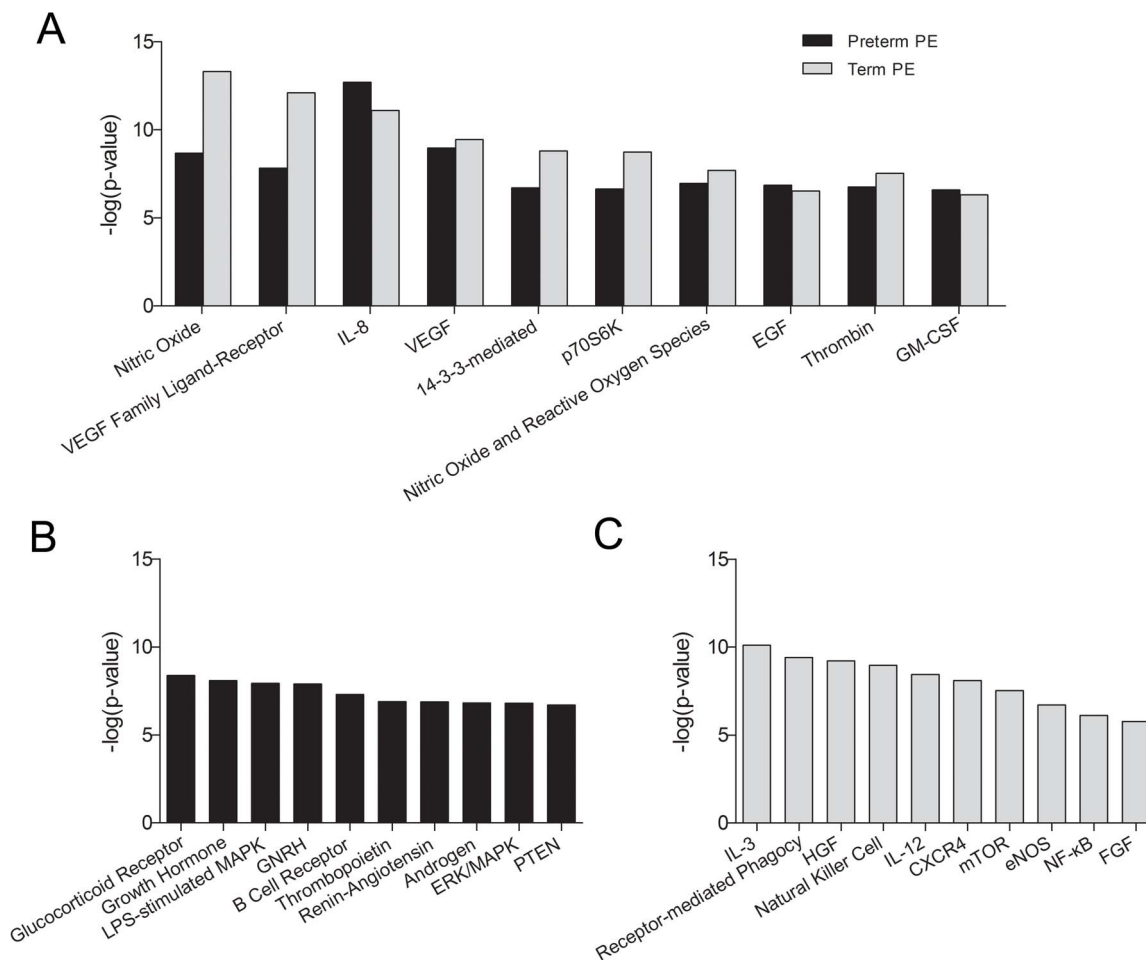 A
Preterm PE
Term PE
-log(p-value)
15
10
5
0
Nitric Oxide
VEGF Family Ligand-Receptor
IL-8
VEGF
14-3-3-mediated
p70S6K
Nitric Oxide and Reactive Oxygen Species
EGF
Thrombin
GM-CSF
B
-log(p-value)
15
10
5
0
Glucocorticoid Receptor
Growth Hormone
LPS-stimulated MAPK
GNRH
B Cell Receptor
Thrombopoietin
Renin-Angiotensin
Androgen
ERK/MAPK
PTEN
C
-log(p-value)
15
10
5
0
IL-3
Receptor-mediated Phagocy
HGF
Natural Killer Cell
IL-12
CXCR4
mTOR
eNOS
NF-κB
FGF